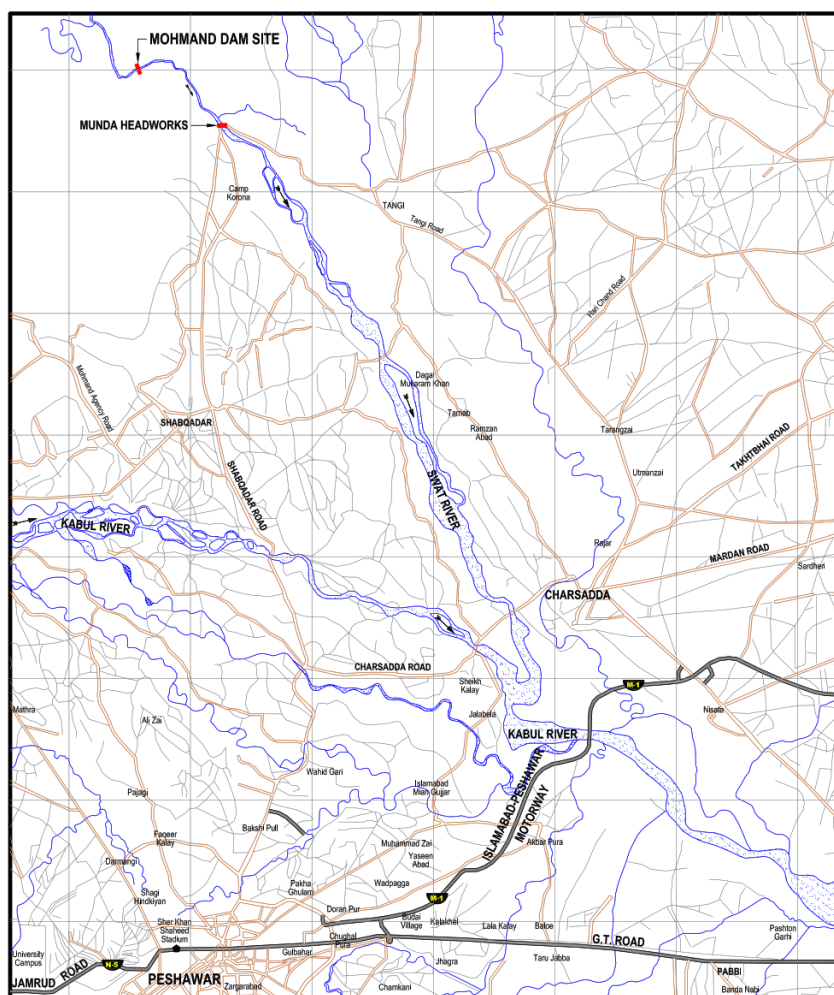 MOHMAND DAM SITE
MUNDA HEADWORKS
Camp
Korona
TANGI
Tangi Road
Hari Chand Road
Mohmand Agency Road
Dagai
Mukaram Khan
Tarnab
Ramzan
Abad
SHABQADAR
Tarangzai
TAKHTBHAI ROAD
Utmanzai
SHABQADAR ROAD
SWAT RIVER
KABUL RIVER
Rajar
MARDAN ROAD
Sardheri
CHARSADDA
CHARSADDA ROAD
Sheikh
Kalay
M-1
Mathra
Ali Zai
Jalabela
Nisata
KABUL RIVER
Wahid Gari
Islamabad
Mian Gujjar
ISLAMABAD-PESHAWAR
MOTORWAY
Pajagi
Bakshi Pull
Faqeer
Kalay
Muhammad Zai
Akbar Pura
Darmangi
Yaseen
Abad
Shagi
Hindkiyan
Pakha
Ghulam
Wadpagga
M-1
Doran Pur
Sher Khan
Shaheed
Stadium
Budai
Village
Kalakhel
Lala Kalay
Baloe
Pashton
Garhi
Chughal
Pura
G.T. ROAD
University
Campus
Gulbahar
Jhagra
Taru Jabba
N-5
JAMRUD ROAD
PESHAWAR
PABBI
Zargarabad
Chamkani
Banda Nabi